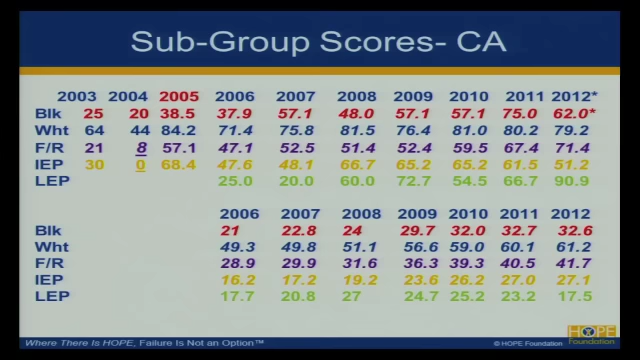 Sub-Group Scores- CA
2003 2004 2005 2006 2007 2008 2009 2010 2011 2012*
Blk 25 20 38.5 37.9 57.1 48.0 57.1 57.1 75.0 62.0*
Wht 64 44 84.2 71.4 75.8 81.5 76.4 81.0 80.2 79.2
F/R 21 8 57.1 47.1 52.5 51.4 52.4 59.5 67.4 71.4
IEP 30 0 68.4 47.6 48.1 66.7 65.2 65.2 61.5 51.2
LEP 25.0 20.0 60.0 72.7 54.5 66.7 90.9
2006 2007 2008 2009 2010 2011 2012
Blk 21 22.8 24 29.7 32.0 32.7 32.6
Wht 49.3 49.8 51.1 56.6 59.0 60.1 61.2
F/R 28.9 29.9 31.6 36.3 39.3 40.5 41.7
IEP 16.2 17.2 19.2 23.6 26.2 27.0 27.1
LEP 17.7 20.8 27 24.7 25.2 23.2 17.5
Where There Is HOPE, Failure Is Not an Option™
© HOPE Foundation
HOPE
Foundation